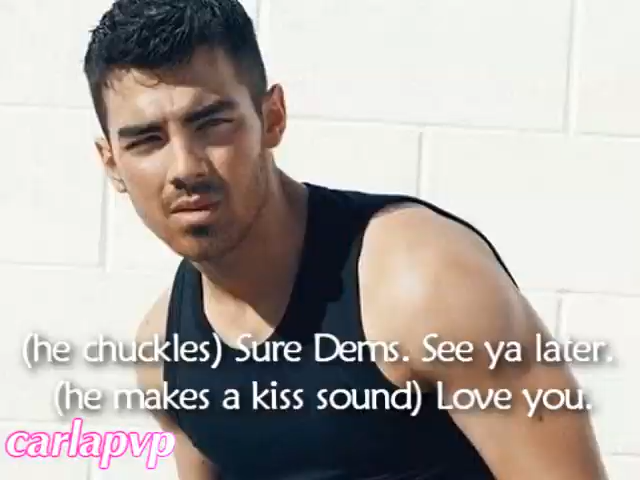 (he chuckles) Sure Dems. See ya later.
(he makes a kiss sound) Love you.
carlapvp